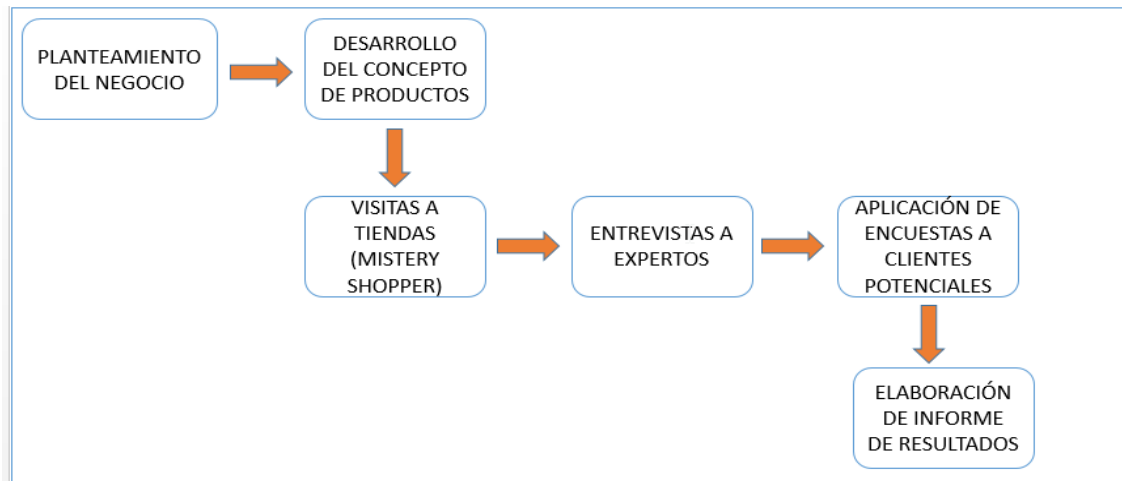 PLANTEAMIENTO
DEL NEGOCIO
DESARROLLO
DEL CONCEPTO
DE PRODUCTOS
VISITAS A
TIENDAS
(MISTERY
SHOPPER)
ENTREVISTAS A
EXPERTOS
APLICACIÓN DE
ENCUESTAS A
CLIENTES
POTENCIALES
ELABORACIÓN
DE INFORME
DE RESULTADOS